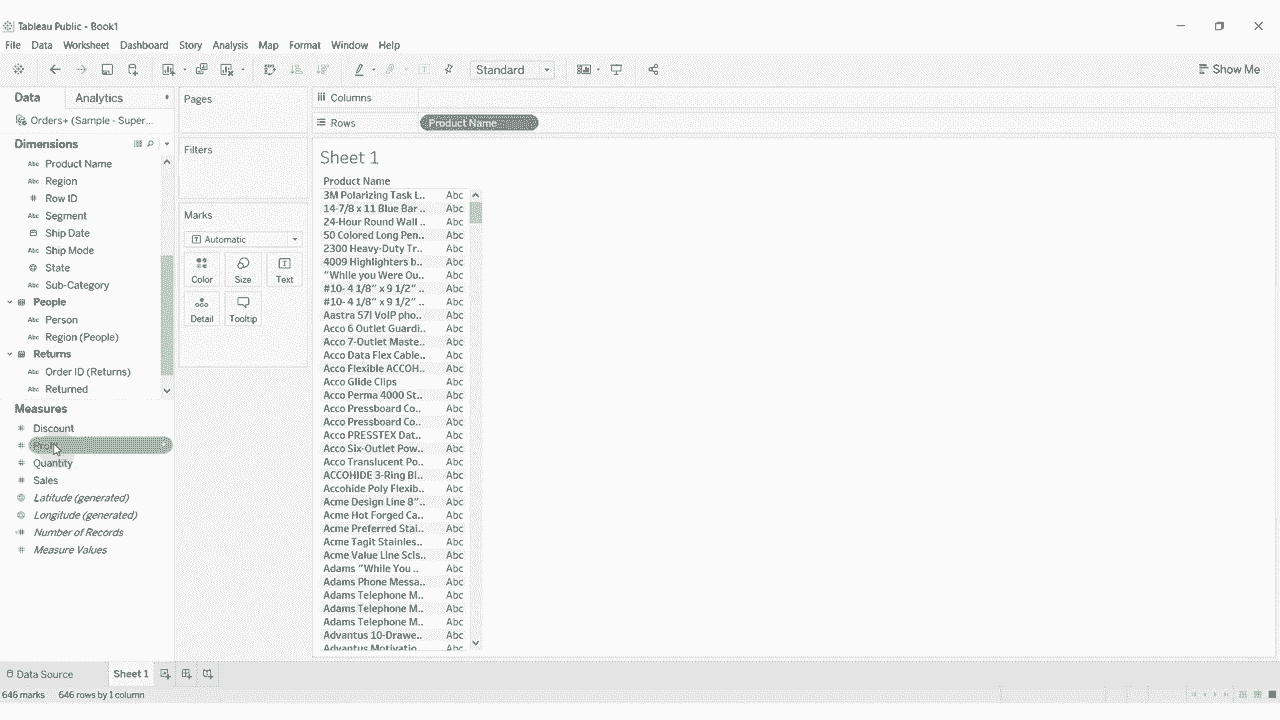 Tableau Public - Book1
File Data Worksheet Dashboard Story Analysis Map Format Window Help
Standard
Show Me
Data Analytics
Pages
Columns
Orders+ (Sample - Super...
Rows
Product Name
Dimensions
Filters
Abc Product Name
Abc Region
# Row ID
Abc Segment
Ship Date
Abc Ship Mode
State
Abc Sub-Category
People
Abc Person
Abc Region (People)
Returns
Abc Order ID (Returns)
Abc Returned
Measures
# Discount
# Profit
# Quantity
# Sales
Latitude (generated)
Longitude (generated)
Number of Records
# Measure Values
Marks
Automatic
Color Size Text
Detail Tooltip
Sheet 1
Product Name
3M Polarizing Task L.. Abc
14-7/8 x 11 Blue Bar .. Abc
24-Hour Round Wall .. Abc
50 Colored Long Pen.. Abc
2300 Heavy-Duty Tr.. Abc
4009 Highlighters b.. Abc
“While you Were Ou.. Abc
#10- 4 1/8” x 9 1/2” .. Abc
#10- 4 1/8” x 9 1/2” .. Abc
Aastra 57i VoIP pho.. Abc
Acco 6 Outlet Guardi.. Abc
Acco 7-Outlet Maste.. Abc
Acco Data Flex Cable.. Abc
Acco Flexible ACCOH.. Abc
Acco Glide Clips Abc
Acco Perma 4000 St.. Abc
Acco Pressboard Co.. Abc
Acco Pressboard Co.. Abc
Acco PRESSTEX Dat.. Abc
Acco Six-Outlet Pow.. Abc
Acco Translucent Po.. Abc
ACCOHIDE 3-Ring Bi.. Abc
Accohide Poly Flexib.. Abc
Acme Design Line 8”.. Abc
Acme Hot Forged Ca.. Abc
Acme Preferred Stai.. Abc
Acme Tagit Stainles.. Abc
Acme Value Line Scis.. Abc
Adams “While You .. Abc
Adams Phone Messa.. Abc
Adams Telephone M.. Abc
Adams Telephone M.. Abc
Adams Telephone M.. Abc
Advantus 10-Drawe.. Abc
Advantus Motivatio.. Abc
Data Source Sheet 1
646 marks 646 rows by 1 column